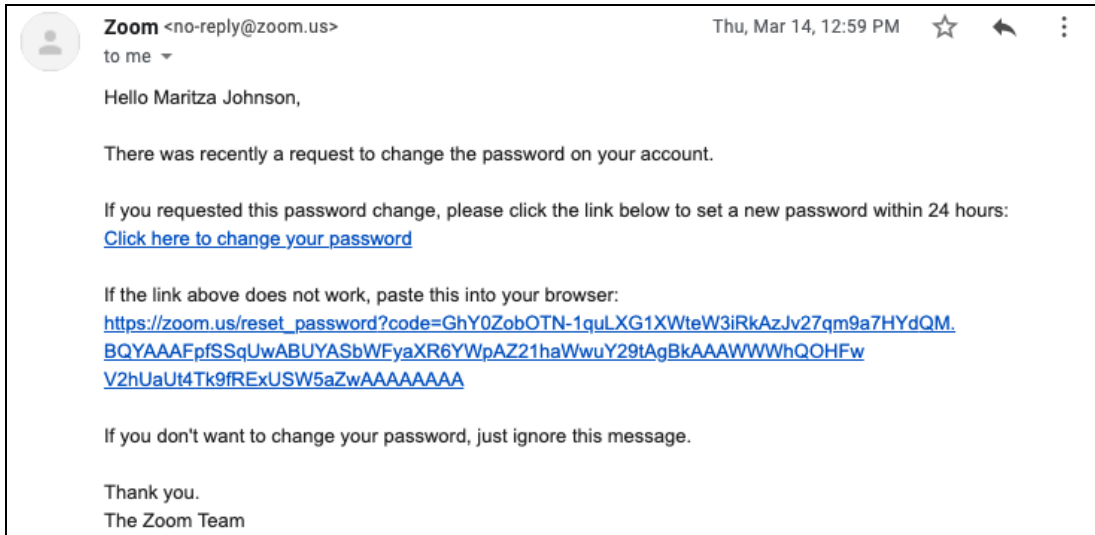 Zoom <no-reply@zoom.us> Thu, Mar 14, 12:59 PM
to me
Hello Maritza Johnson,
There was recently a request to change the password on your account.
If you requested this password change, please click the link below to set a new password within 24 hours:
Click here to change your password
If the link above does not work, paste this into your browser:
https://zoom.us/reset_password?code=GhY0ZobOTN-1quLXG1XWteW3iRkAzJv27qm9a7HYdQM.
BQYAAAFpfSSqUwABUYASbWFyaXR6YWpAZ21haWwuY29tAgBkAAAWWWhQOHFw
V2hUaUt4Tk9fRExUSW5aZwAAAAAAAA
If you don't want to change your password, just ignore this message.
Thank you.
The Zoom Team